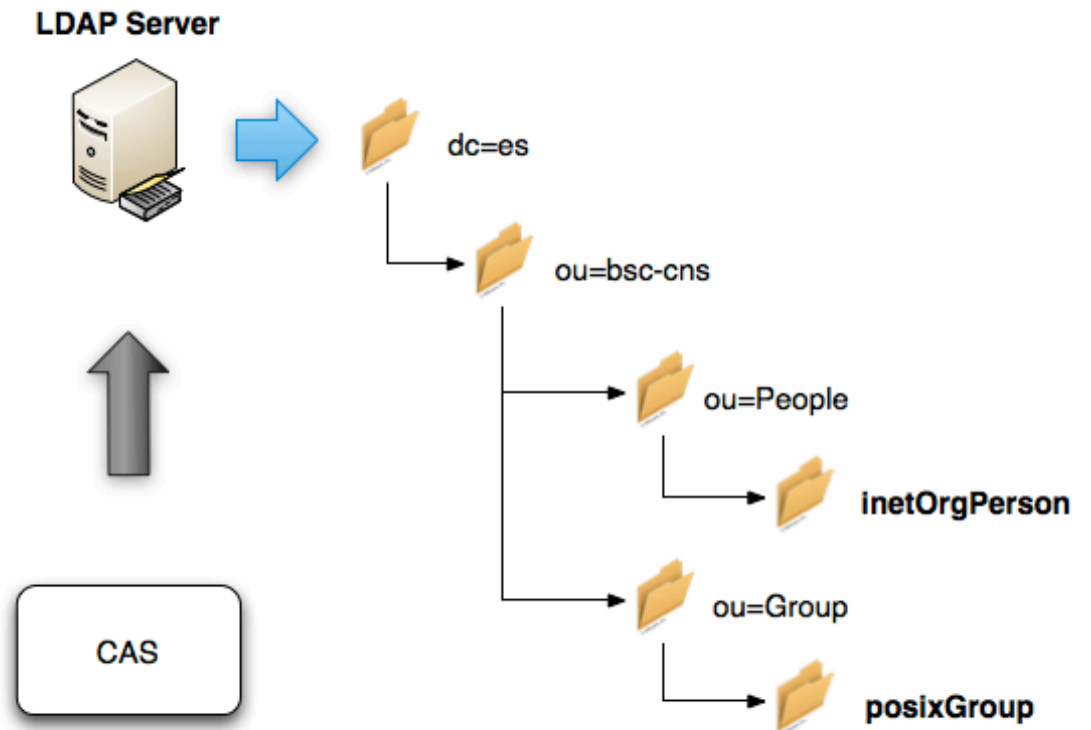 LDAP Server
dc=es
ou=bsc-cns
ou=People
inetOrgPerson
ou=Group
CAS
posixGroup